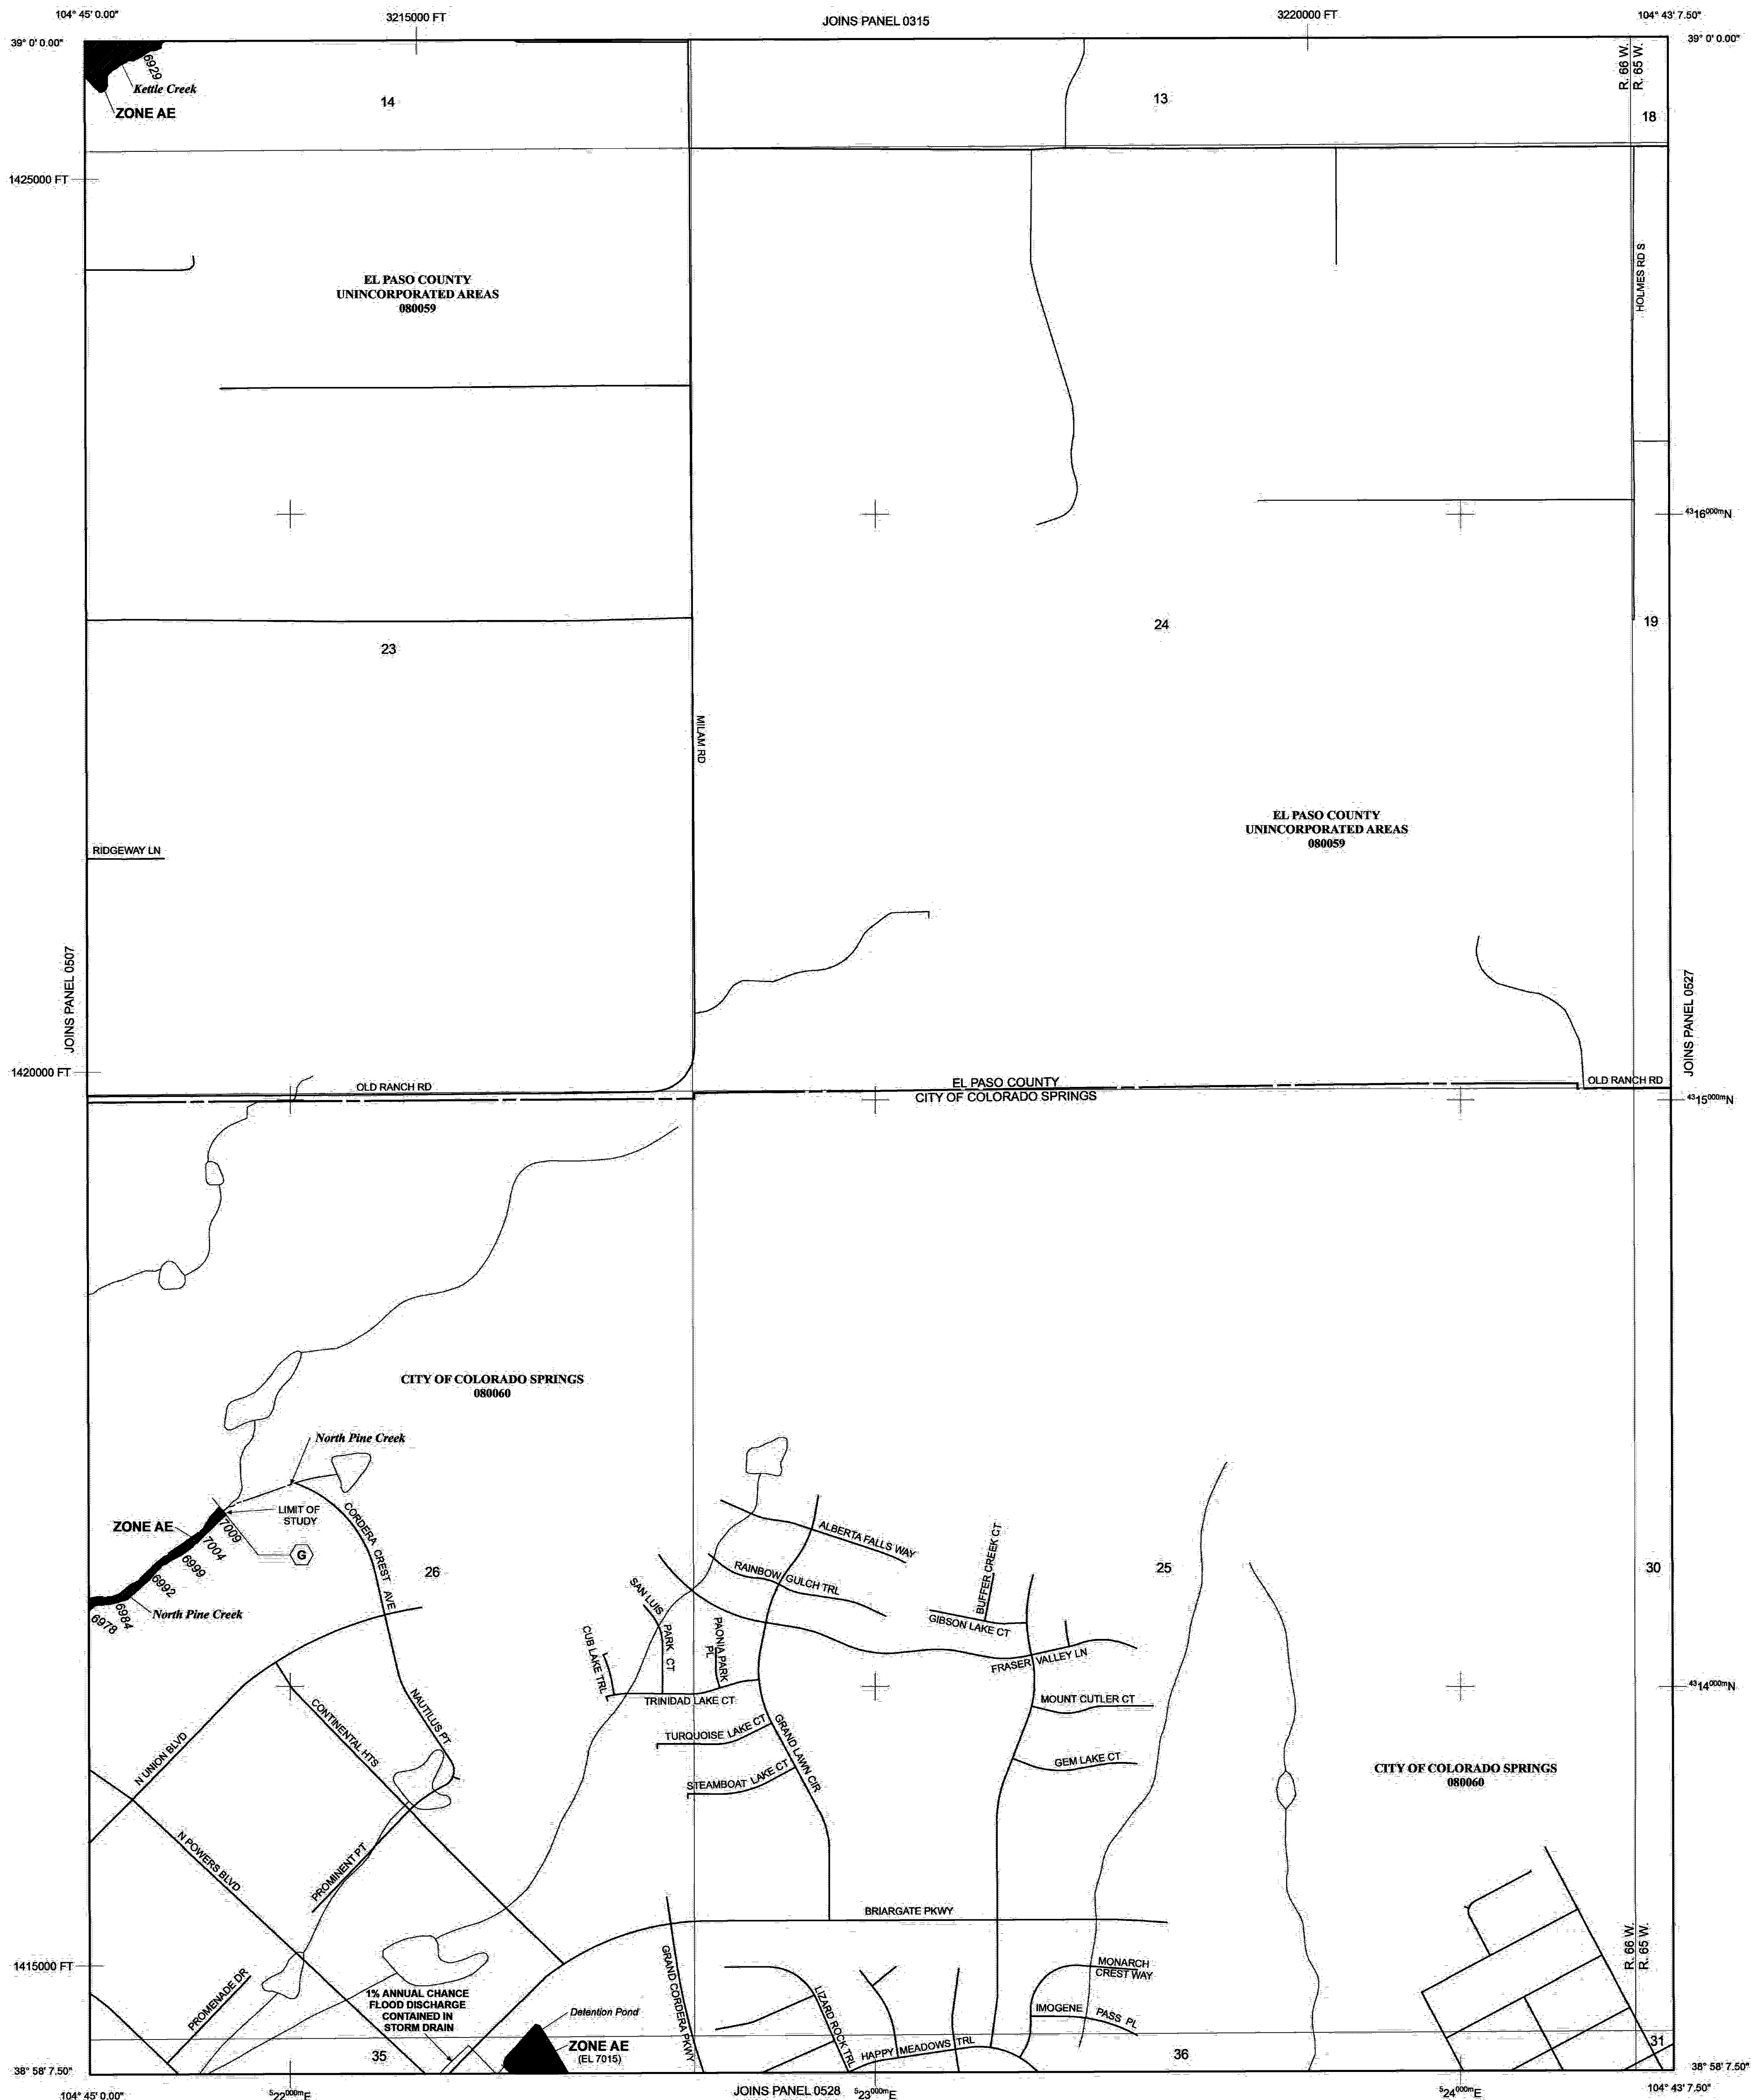 104° 45' 0.00"
3215000 FT
JOINS PANEL 0315
3220000 FT
104° 43' 7.50"
39° 0' 0.00"
39° 0' 0.00"
6929
Kettle Creek
ZONE AE
14
13
R. 66 W.
R. 65 W.
18
1425000 FT
EL PASO COUNTY
UNINCORPORATED AREAS
080059
HOLMES RD S
4316000mN
23
24
19
MILAM RD
EL PASO COUNTY
UNINCORPORATED AREAS
080059
RIDGEWAY LN
JOINS PANEL 0507
JOINS PANEL 0527
1420000 FT
OLD RANCH RD
EL PASO COUNTY
CITY OF COLORADO SPRINGS
OLD RANCH RD
4315000mN
CITY OF COLORADO SPRINGS
080060
North Pine Creek
LIMIT OF
STUDY
ZONE AE
7009
7004
6999
6992
6984
6978
G
North Pine Creek
CORDERA CREST AVE
26
25
30
ALBERTA FALLS WAY
RAINBOW GULCH TRL
BUFFER CREEK CT
GIBSON LAKE CT
SAN LUIS PARK CT
PAONIA PARK
PL
CUB LAKE TRL
FRASER VALLEY LN
TRINIDAD LAKE CT
MOUNT CUTLER CT
4314000mN
N UNION BLVD
CONTINENTAL HTS
NAUTILUS PT
TURQUOISE LAKE CT
GRAND LAWN CIR
STEAMBOAT LAKE CT
GEM LAKE CT
CITY OF COLORADO SPRINGS
080060
N POWERS BLVD
PROMINENT PT
BRIARGATE PKWY
GRAND CORDERA PKWY
R. 66 W.
R. 65 W.
1415000 FT
PROMENADE DR
1% ANNUAL CHANCE
FLOOD DISCHARGE
CONTAINED IN
STORM DRAIN
Detention Pond
ZONE AE
(EL 7015)
LIZARD ROCK TRL
MONARCH
CREST WAY
IMOGENE PASS PL
HAPPY MEADOWS TRL
35
36
31
38° 58' 7.50"
38° 58' 7.50"
104° 45' 0.00"
522000mE
JOINS PANEL 0528
523000mE
524000mE
104° 43' 7.50"